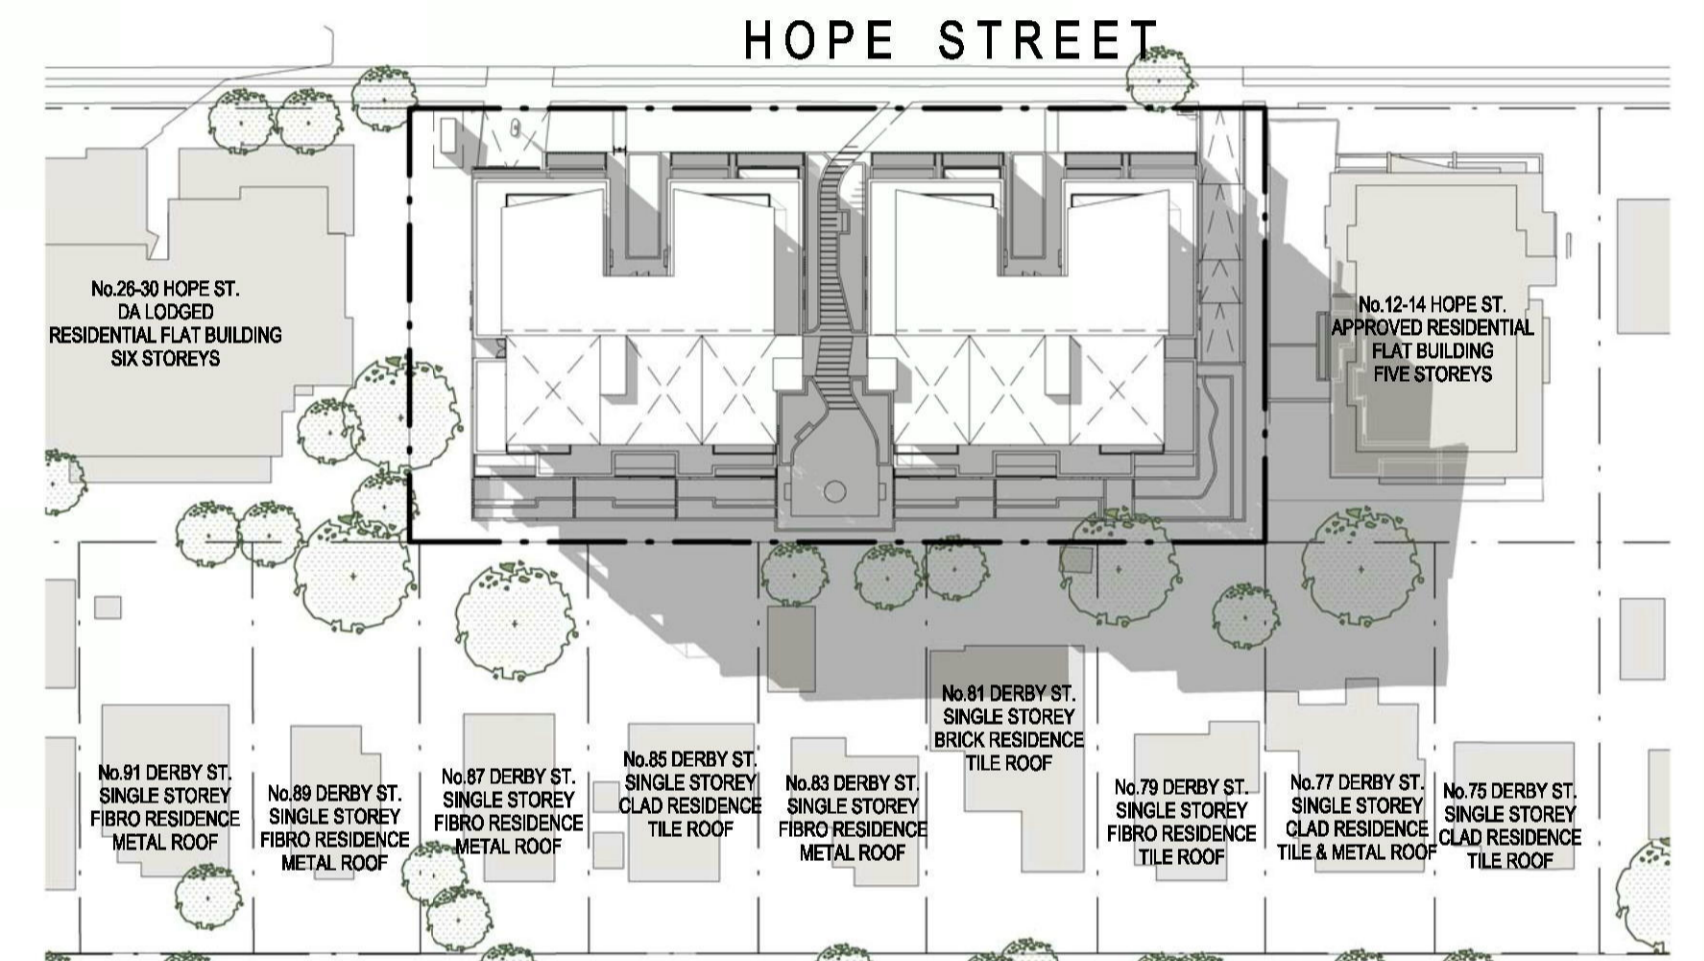 HOPE STREET
No.26-30 HOPE ST.
DA LODGED
RESIDENTIAL FLAT BUILDING
SIX STOREYS
No.12-14 HOPE ST.
APPROVED RESIDENTIAL
FLAT BUILDING
FIVE STOREYS
No.91 DERBY ST.
SINGLE STOREY
FIBRO RESIDENCE
METAL ROOF
No.89 DERBY ST.
SINGLE STOREY
FIBRO RESIDENCE
METAL ROOF
No.87 DERBY ST.
SINGLE STOREY
FIBRO RESIDENCE
METAL ROOF
No.85 DERBY ST.
SINGLE STOREY
CLAD RESIDENCE
TILE ROOF
No.83 DERBY ST.
SINGLE STOREY
FIBRO RESIDENCE
METAL ROOF
No.81 DERBY ST.
SINGLE STOREY
BRICK RESIDENCE
TILE ROOF
No.79 DERBY ST.
SINGLE STOREY
FIBRO RESIDENCE
TILE ROOF
No.77 DERBY ST.
SINGLE STOREY
CLAD RESIDENCE
TILE & METAL ROOF
No.75 DERBY ST.
SINGLE STOREY
CLAD RESIDENCE
TILE ROOF